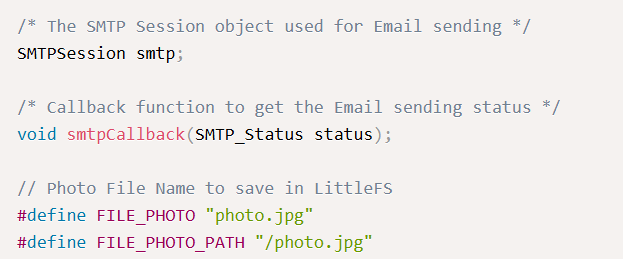 /* The SMTP Session object used for Email sending */
SMTPSession smtp;
/* Callback function to get the Email sending status */
void smtpCallback(SMTP_Status status);
// Photo File Name to save in LittleFS
#define FILE_PHOTO "photo.jpg"
#define FILE_PHOTO_PATH "/photo.jpg"